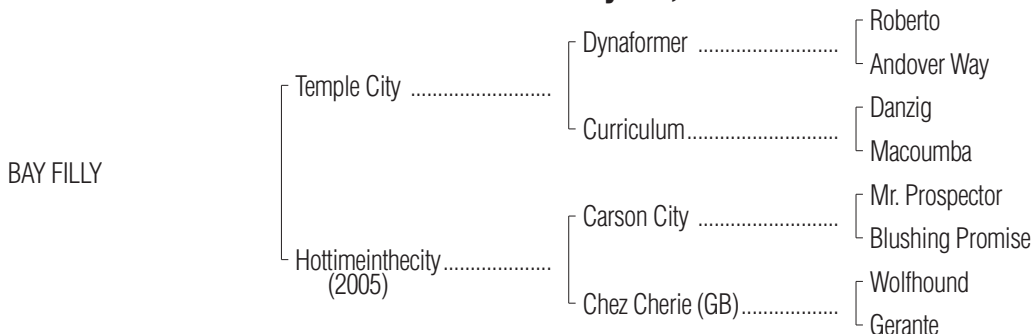 Roberto
Dynaformer ............................
Andover Way
Temple City ............................
Danzig
Curriculum..............................
Macoumba
BAY FILLY
Mr. Prospector
Carson City ............................
Blushing Promise
Hottimeinthecity......................
(2005)
Wolfhound
Chez Cherie (GB)...................
Gerante